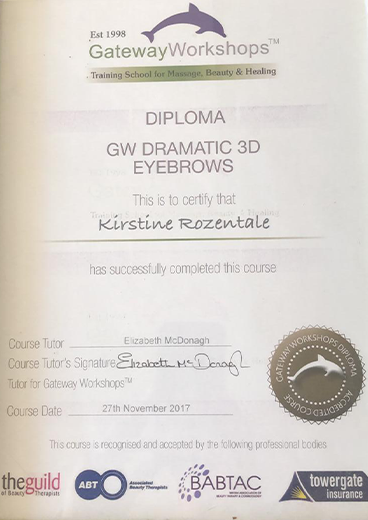 Est 1998
GatewayWorkshops™
Training School for Massage, Beauty & Healing
DIPLOMA
GW DRAMATIC 3D
EYEBROWS
This is to certify that
Kirstine Rozentale
has successfully completed this course
Course Tutor Elizabeth McDonagh
Course Tutor's Signature Elizabeth McDonagh
Tutor for Gateway Workshops™
Course Date 27th November 2017
GATEWAY WORKSHOPS DIPLOMA
ACCREDITED COURSE
This course is recognised and accepted by the following professional bodies
theguild
of Beauty Therapists
ABT Associated
Beauty Therapists
BABTAC
towergate
insurance